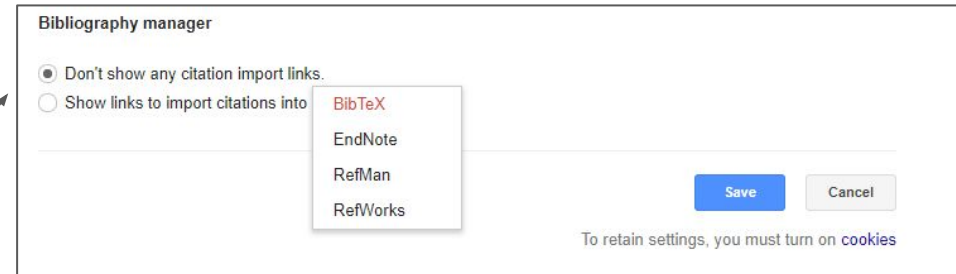 Bibliography manager
Don't show any citation import links.
Show links to import citations into
BibTeX
EndNote
RefMan
RefWorks
Save Cancel
To retain settings, you must turn on cookies